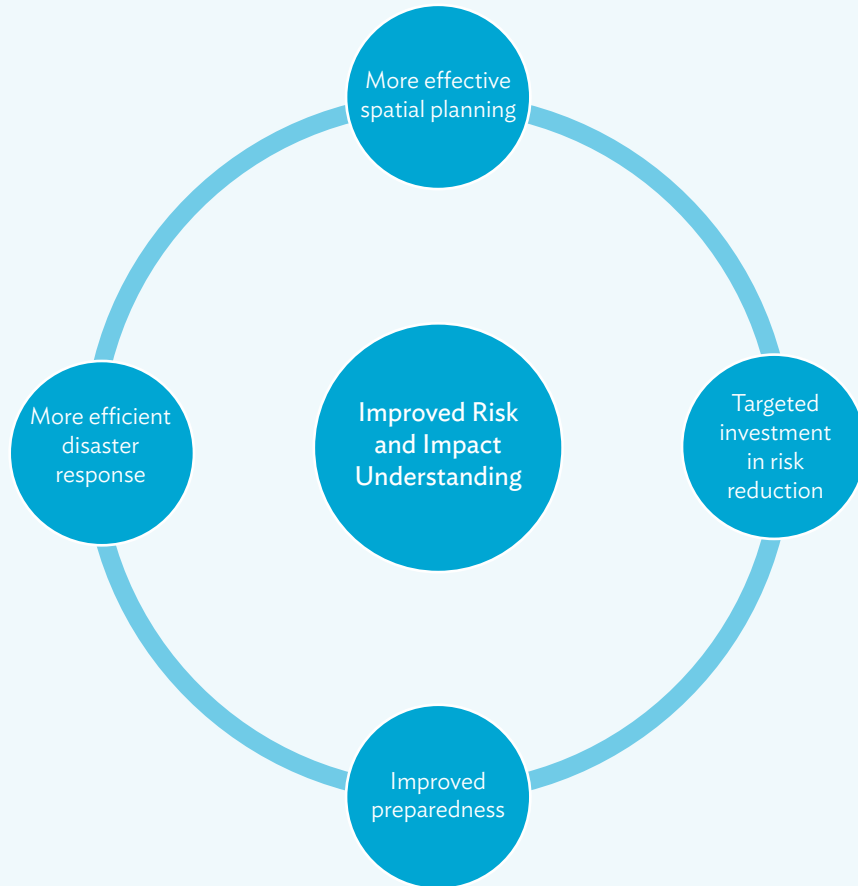 More effective
spatial planning
Targeted
investment
in risk
reduction
Improved
preparedness
More efficient
disaster
response
Improved Risk
and Impact
Understanding